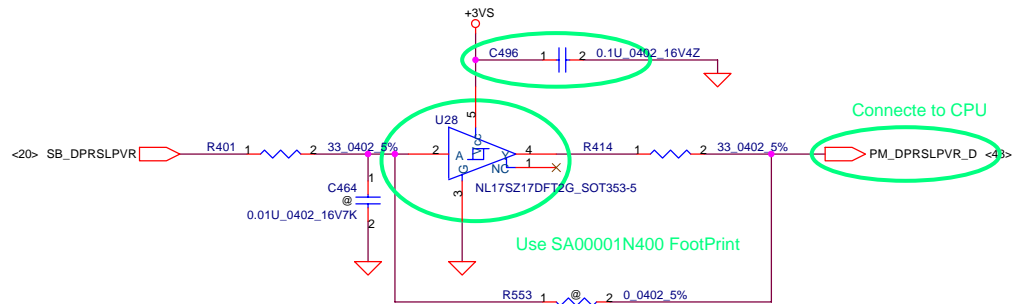 +3VS
C496 1 2 0.1U_0402_16V4Z
Connecte to CPU
U28
5
Vcc
<20> SB_DPRSLPVR R401 1 2 33_0402_5% 2 A Y 4 R414 1 2 33_0402_5% PM_DPRSLPVR_D <43>
NC 1
G
3
NL17SZ17DFT2G_SOT353-5
C464 1
@
0.01U_0402_16V7K
2
Use SA00001N400 FootPrint
R553 1 @ 2 0_0402_5%